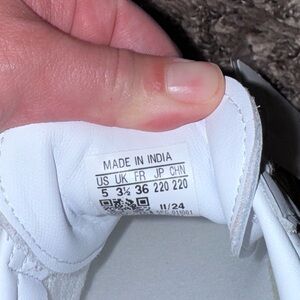 MADE IN INDIA
US UK FR JP CHN
5 3½ 36 220 220
11/24